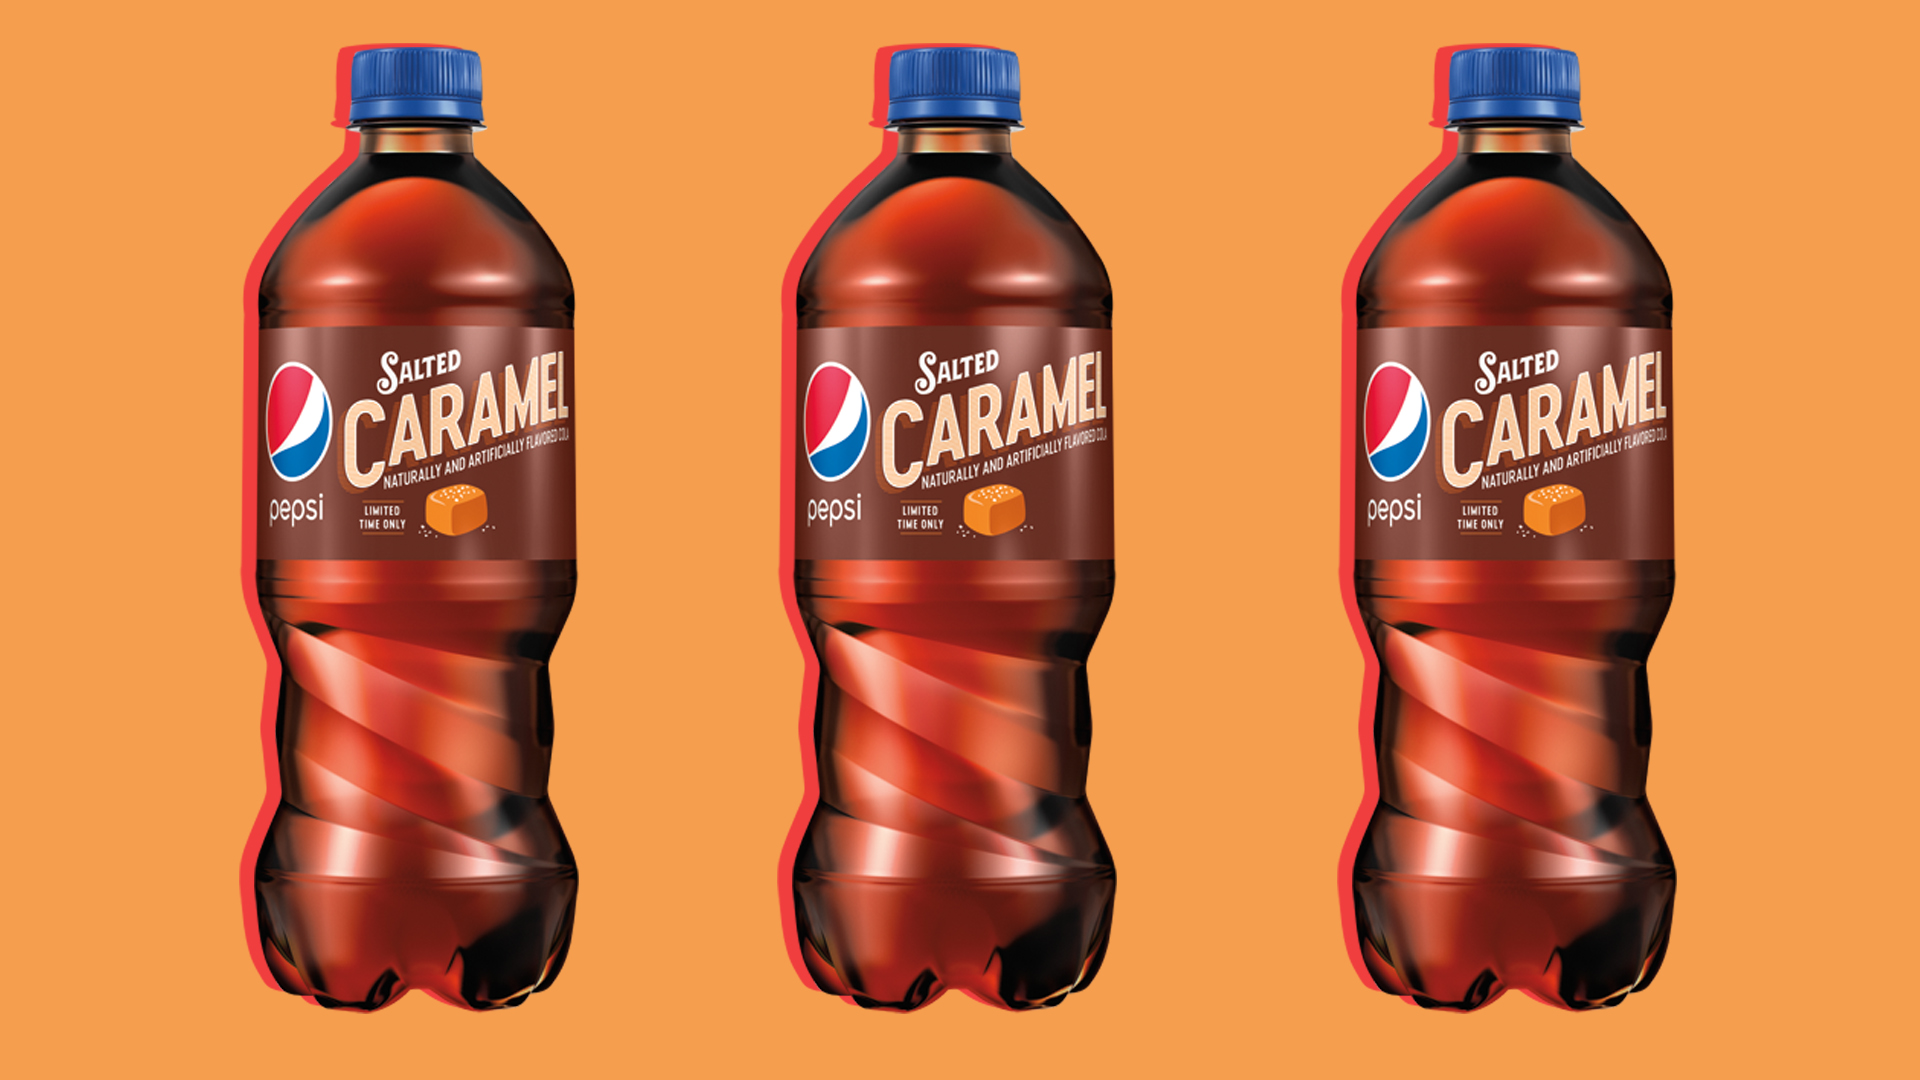 SALTED
CARAMEL
NATURALLY AND ARTIFICIALLY FLAVORED COLA
pepsi
LIMITED
TIME ONLY
SALTED
CARAMEL
NATURALLY AND ARTIFICIALLY FLAVORED COLA
pepsi
LIMITED
TIME ONLY
SALTED
CARAMEL
NATURALLY AND ARTIFICIALLY FLAVORED COLA
pepsi
LIMITED
TIME ONLY